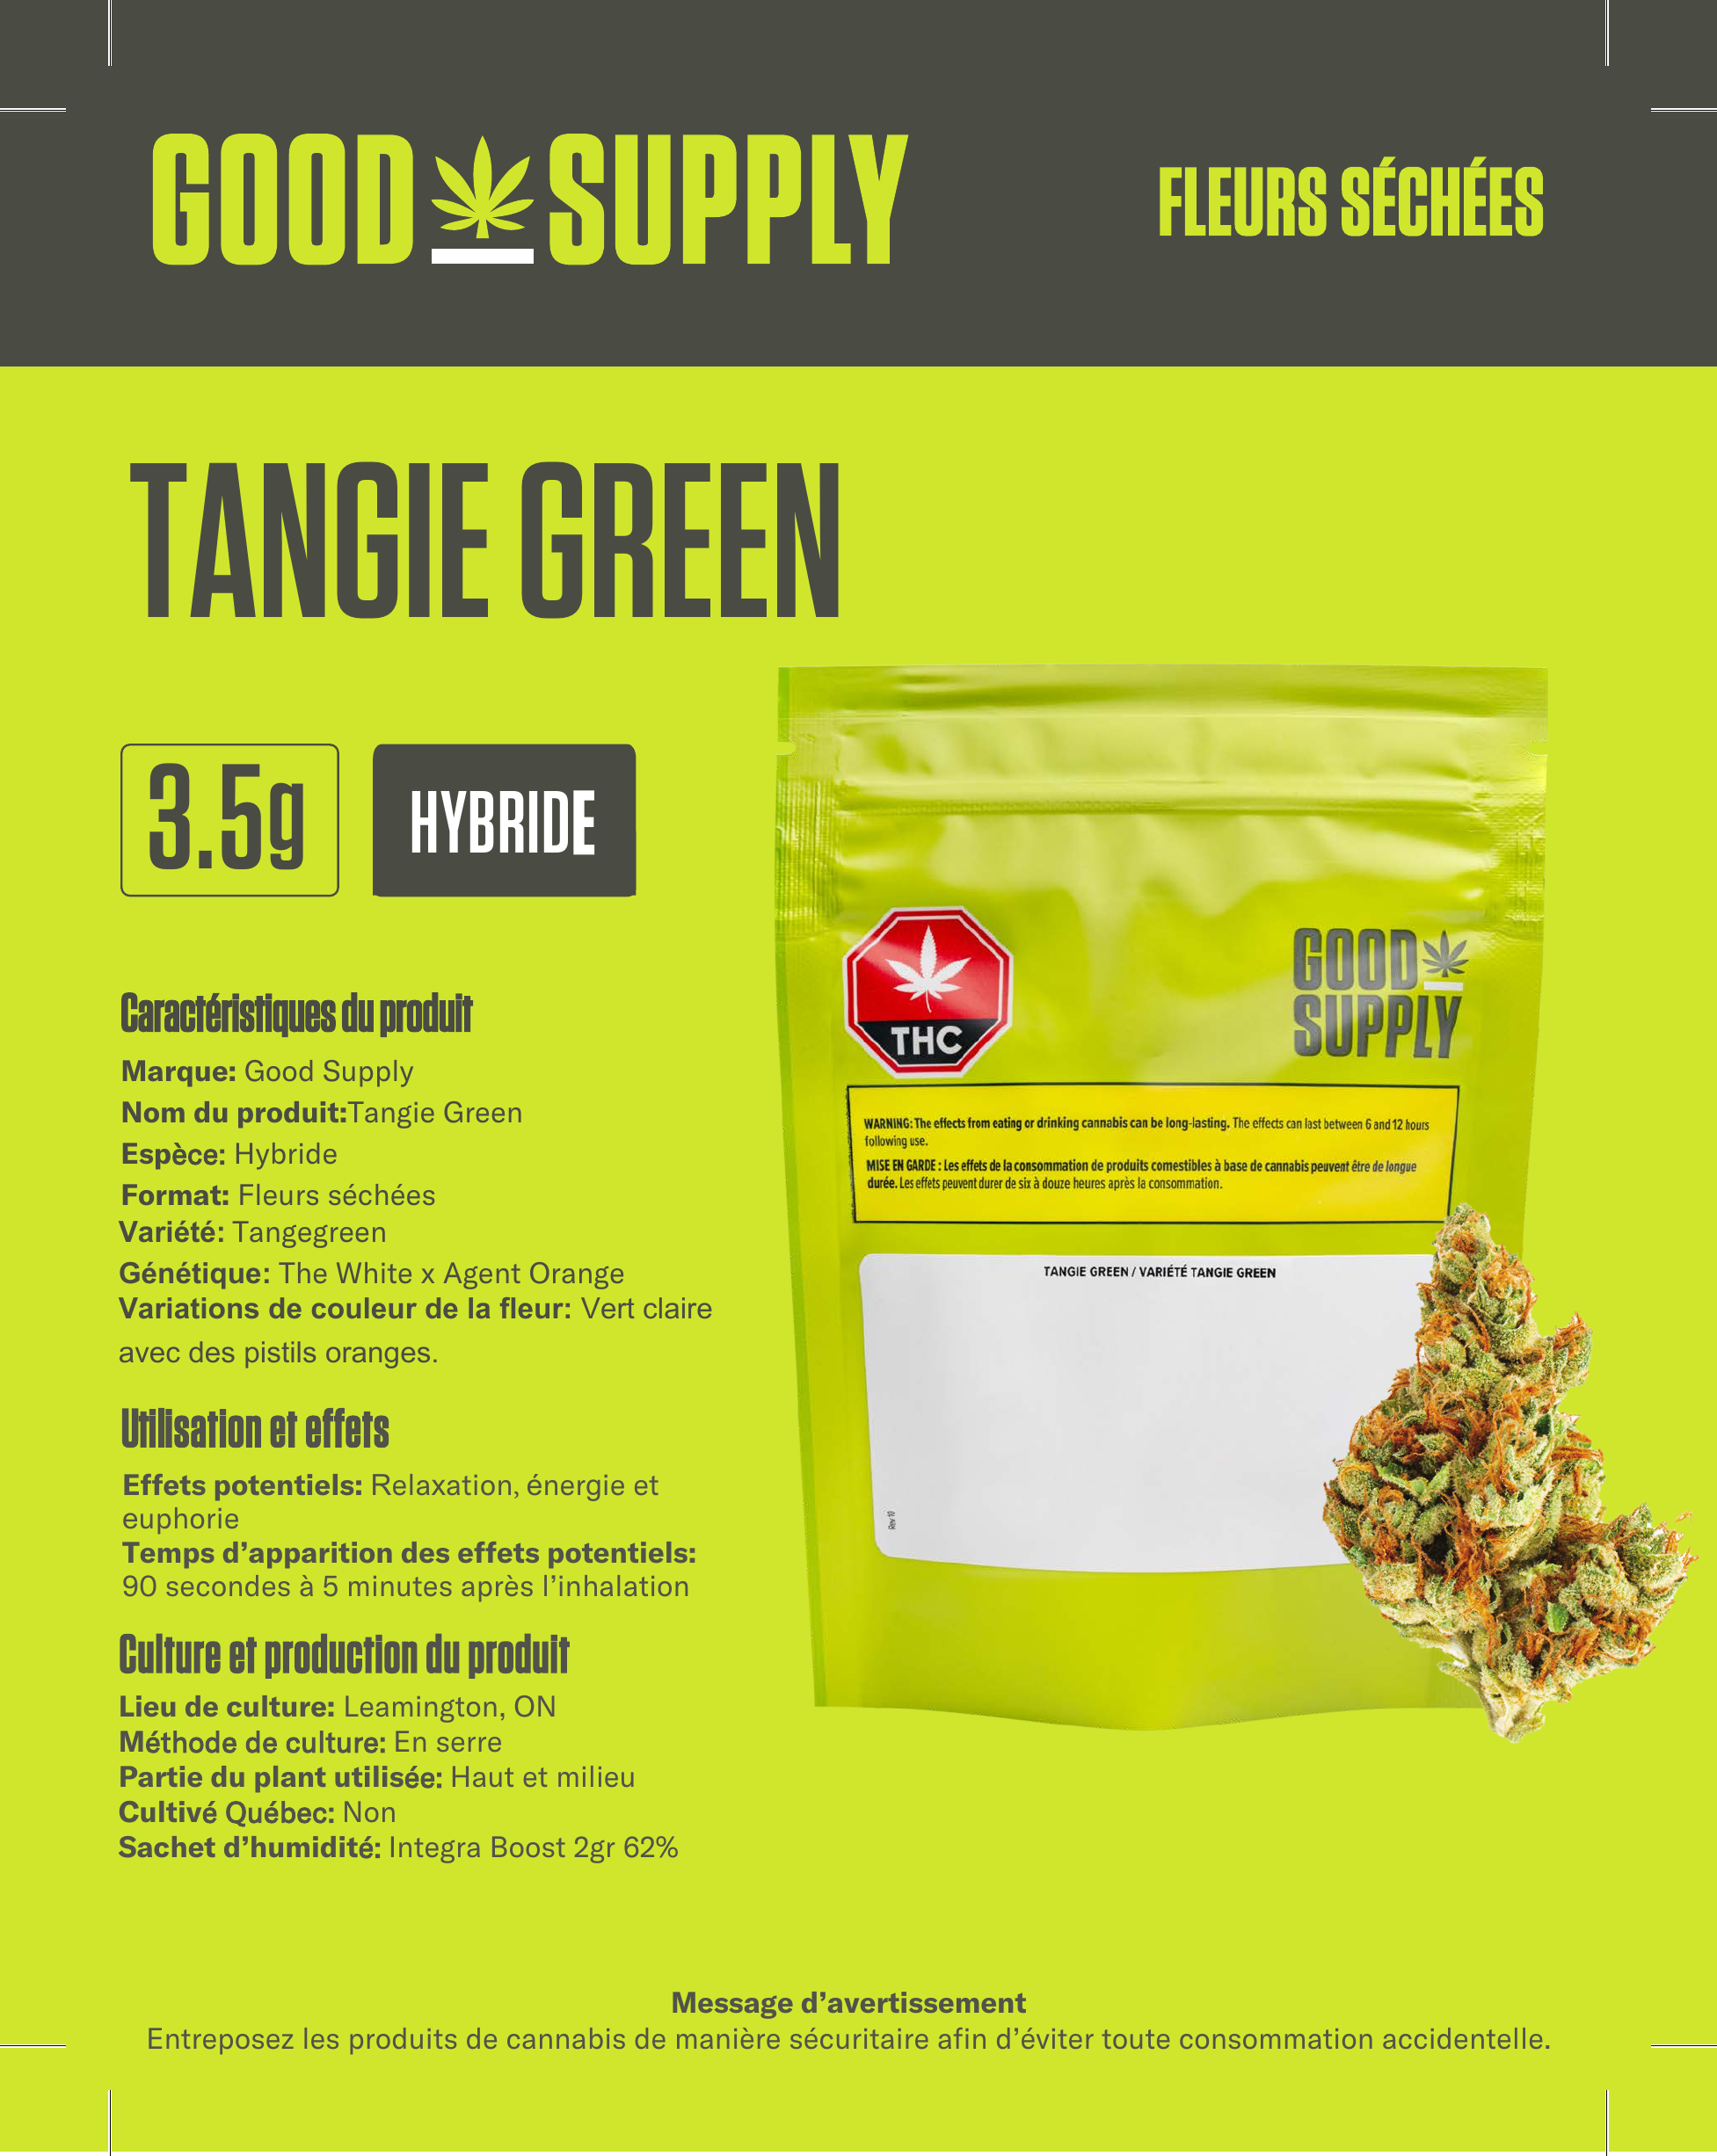 GOOD SUPPLY
FLEURS SÉCHÉES
TANGIE GREEN
3.5g
HYBRIDE
Caractéristiques du produit
Marque: Good Supply
Nom du produit:Tangie Green
Espèce: Hybride
Format: Fleurs séchées
Variété: Tangegreen
Génétique: The White x Agent Orange
Variations de couleur de la fleur: Vert claire
avec des pistils oranges.
Utilisation et effets
Effets potentiels: Relaxation, énergie et
euphorie
Temps d’apparition des effets potentiels:
90 secondes à 5 minutes après l’inhalation
Culture et production du produit
Lieu de culture: Leamington, ON
Méthode de culture: En serre
Partie du plant utilisée: Haut et milieu
Cultivé Québec: Non
Sachet d’humidité: Integra Boost 2gr 62%
THC
GOOD
SUPPLY
WARNING: The effects from eating or drinking cannabis can be long-lasting. The effects can last between 6 and 12 hours
following use.
MISE EN GARDE : Les effets de la consommation de produits comestibles à base de cannabis peuvent être de longue
durée. Les effets peuvent durer de six à douze heures après la consommation.
TANGIE GREEN / VARIÉTÉ TANGIE GREEN
Rev 10
Message d’avertissement
Entreposez les produits de cannabis de manière sécuritaire afin d’éviter toute consommation accidentelle.